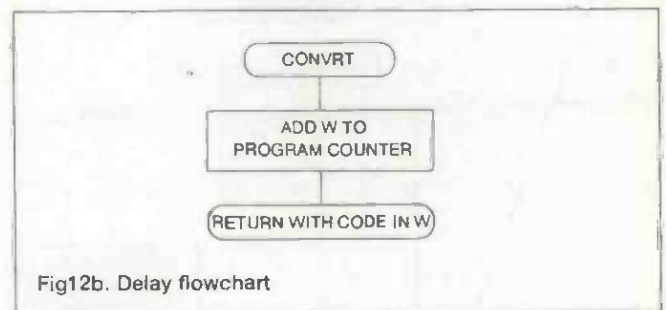 CONVRT
ADD W TO
PROGRAM COUNTER
RETURN WITH CODE IN W
Fig12b. Delay flowchart